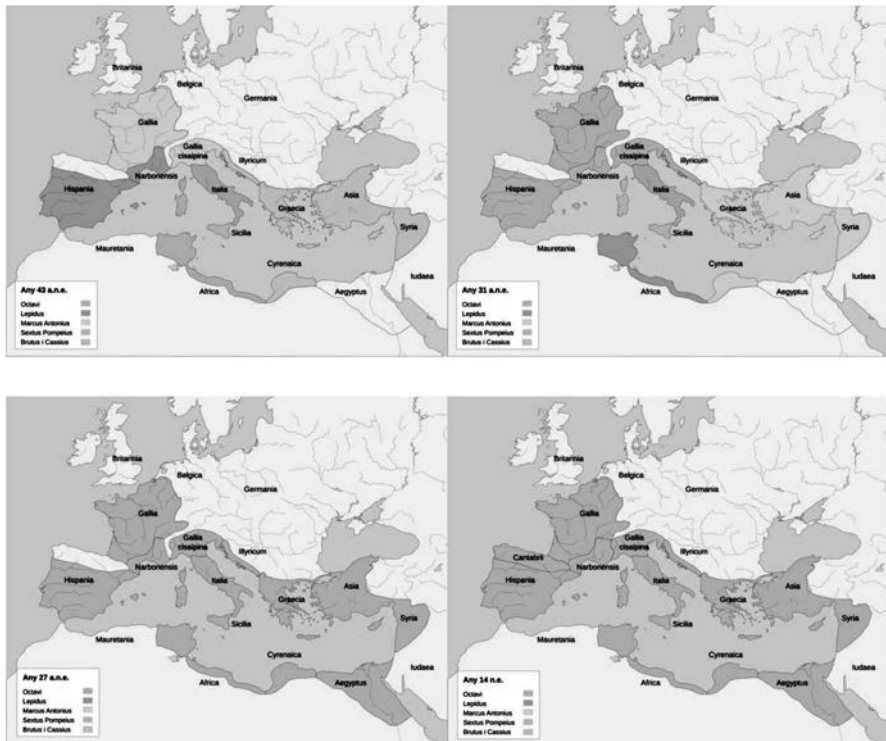 Britannia
Belgica
Germania
Gallia
Gallia
cisalpina
Illyricum
Hispania
Narbonensis
Italia
Graecia
Asia
Sicilia
Syria
Mauretania
Cyrenaica
Iudaea
Africa
Aegyptus
Any 43 a.n.e.
Octavi
Lepidus
Marcus Antonius
Sextus Pompeius
Brutus i Cassius
Britannia
Belgica
Germania
Gallia
Gallia
cisalpina
Illyricum
Hispania
Narbonensis
Italia
Graecia
Asia
Sicilia
Syria
Mauretania
Cyrenaica
Iudaea
Africa
Aegyptus
Any 31 a.n.e.
Octavi
Lepidus
Marcus Antonius
Sextus Pompeius
Brutus i Cassius
Britannia
Belgica
Germania
Gallia
Gallia
cisalpina
Illyricum
Narbonensis
Hispania
Italia
Graecia
Asia
Sicilia
Syria
Mauretania
Cyrenaica
Iudaea
Africa
Aegyptus
Any 27 a.n.e.
Octavi
Lepidus
Marcus Antonius
Sextus Pompeius
Brutus i Cassius
Britannia
Belgica
Germania
Gallia
Gallia
cisalpina
Illyricum
Cantabrii
Narbonensis
Hispania
Italia
Graecia
Asia
Sicilia
Syria
Mauretania
Cyrenaica
Iudaea
Africa
Aegyptus
Any 14 n.e.
Octavi
Lepidus
Marcus Antonius
Sextus Pompeius
Brutus i Cassius